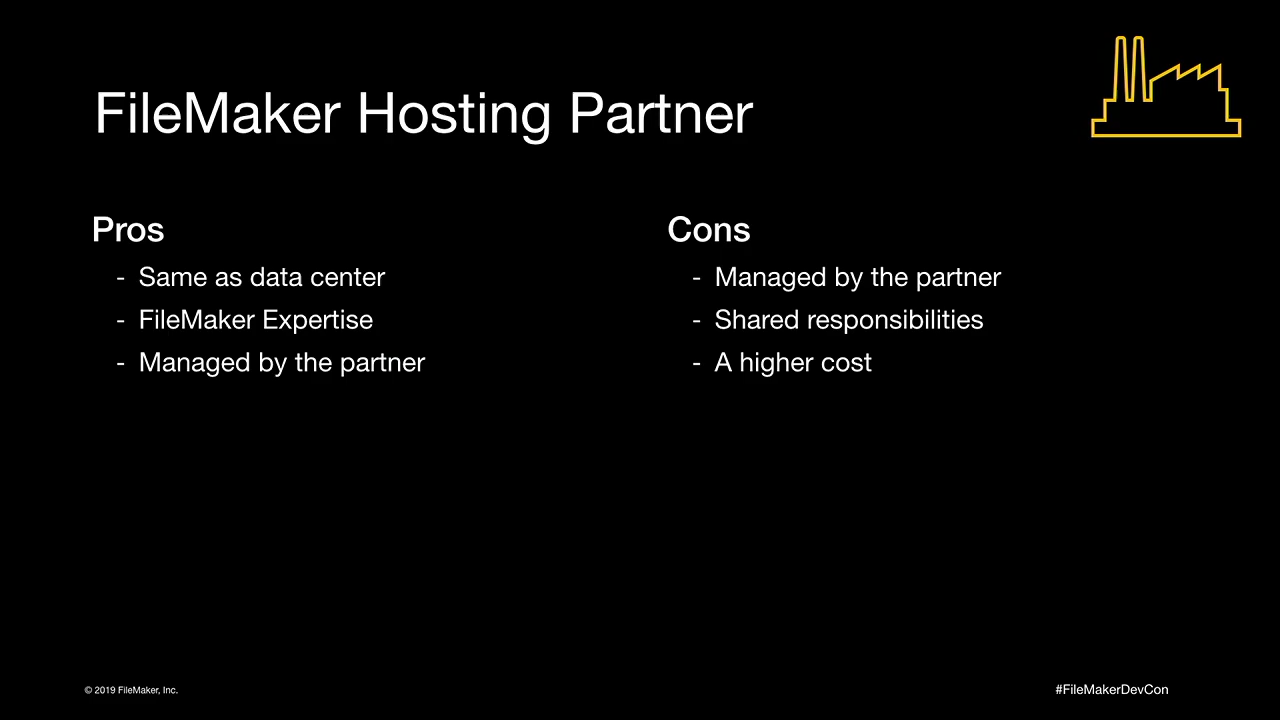 FileMaker Hosting Partner
Pros
- Same as data center
- FileMaker Expertise
- Managed by the partner
Cons
- Managed by the partner
- Shared responsibilities
- A higher cost
© 2019 FileMaker, Inc.
#FileMakerDevCon